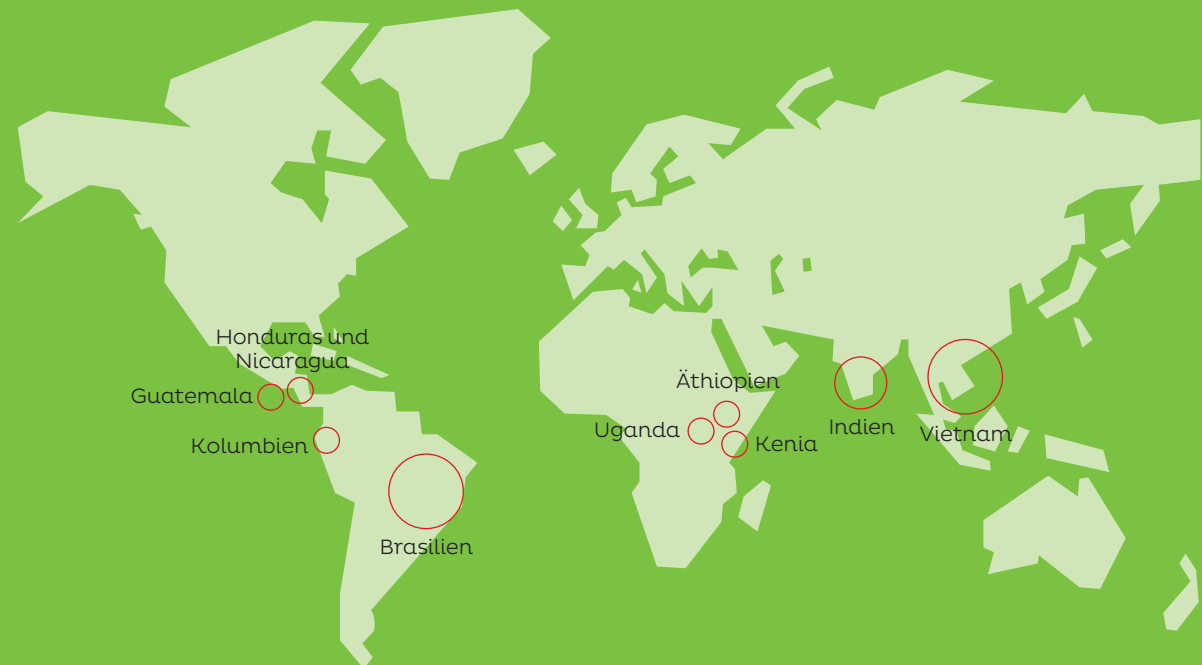 Honduras und
Nicaragua
Guatemala
Kolumbien
Brasilien
Äthiopien
Uganda
Kenia
Indien
Vietnam